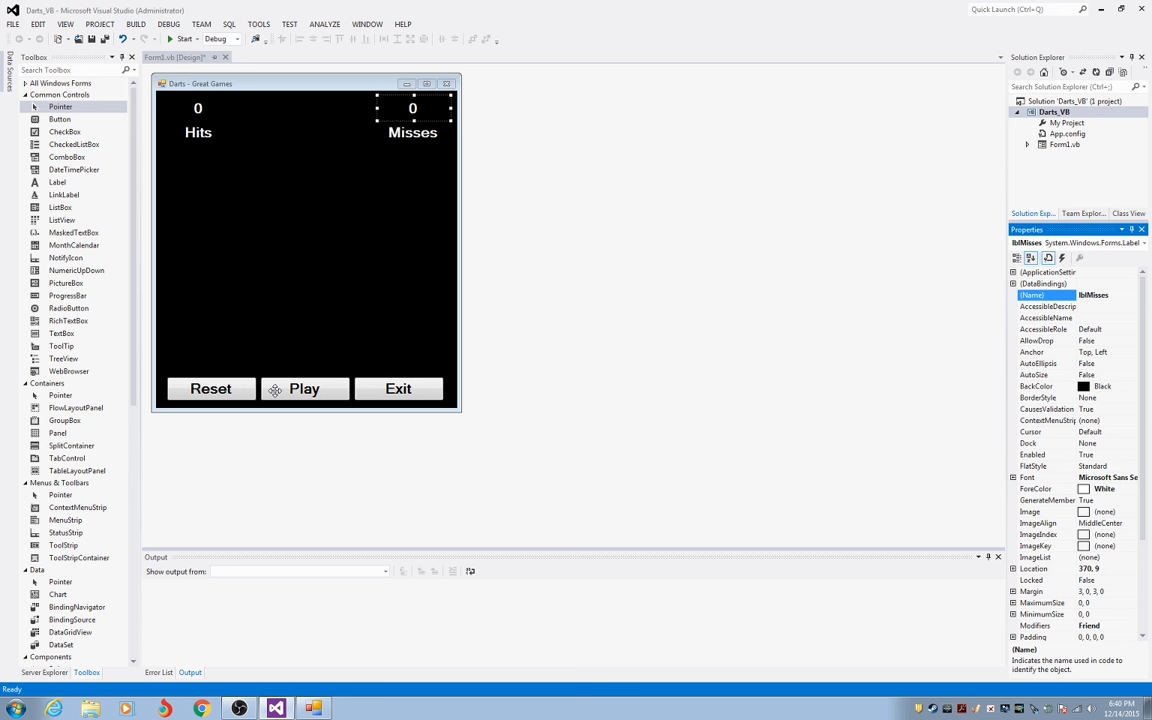 Darts_VB - Microsoft Visual Studio (Administrator)
Quick Launch (Ctrl+;)
FILE EDIT VIEW PROJECT BUILD DEBUG TEAM SQL TOOLS TEST ANALYZE WINDOW HELP
Start Debug
Data Sources
Toolbox
Search Toolbox
All Windows Forms
Common Controls
Pointer
Button
CheckBox
CheckedListBox
ComboBox
DateTimePicker
Label
LinkLabel
ListBox
ListView
MaskedTextBox
MonthCalendar
NotifyIcon
NumericUpDown
PictureBox
ProgressBar
RadioButton
RichTextBox
TextBox
ToolTip
TreeView
WebBrowser
Containers
Pointer
FlowLayoutPanel
GroupBox
Panel
SplitContainer
TabControl
TableLayoutPanel
Menus & Toolbars
Pointer
ContextMenuStrip
MenuStrip
StatusStrip
ToolStrip
ToolStripContainer
Data
Pointer
Chart
BindingNavigator
BindingSource
DataGridView
DataSet
Components
Server Explorer Toolbox
Form1.vb [Design]*
Darts - Great Games
0 0
Hits Misses
Reset Play Exit
Output
Show output from:
Error List Output
Solution Explorer
Search Solution Explorer (Ctrl+;)
Solution 'Darts_VB' (1 project)
Darts_VB
My Project
App.config
Form1.vb
Solution Exp... Team Explor... Class View
Properties
lblMisses System.Windows.Forms.Label
(ApplicationSettir
(DataBindings)
(Name) lblMisses
AccessibleDescrip
AccessibleName
AccessibleRole Default
AllowDrop False
Anchor Top, Left
AutoEllipsis False
AutoSize False
BackColor Black
BorderStyle None
CausesValidation True
ContextMenuStrip (none)
Cursor Default
Dock None
Enabled True
FlatStyle Standard
Font Microsoft Sans Se
ForeColor White
GenerateMember True
Image (none)
ImageAlign MiddleCenter
ImageIndex (none)
ImageKey (none)
ImageList (none)
Location 370, 9
Locked False
Margin 3, 0, 3, 0
MaximumSize 0, 0
MinimumSize 0, 0
Modifiers Friend
Padding 0, 0, 0, 0
(Name)
Indicates the name used in code to
identify the object.
Ready
6:40 PM
12/14/2015